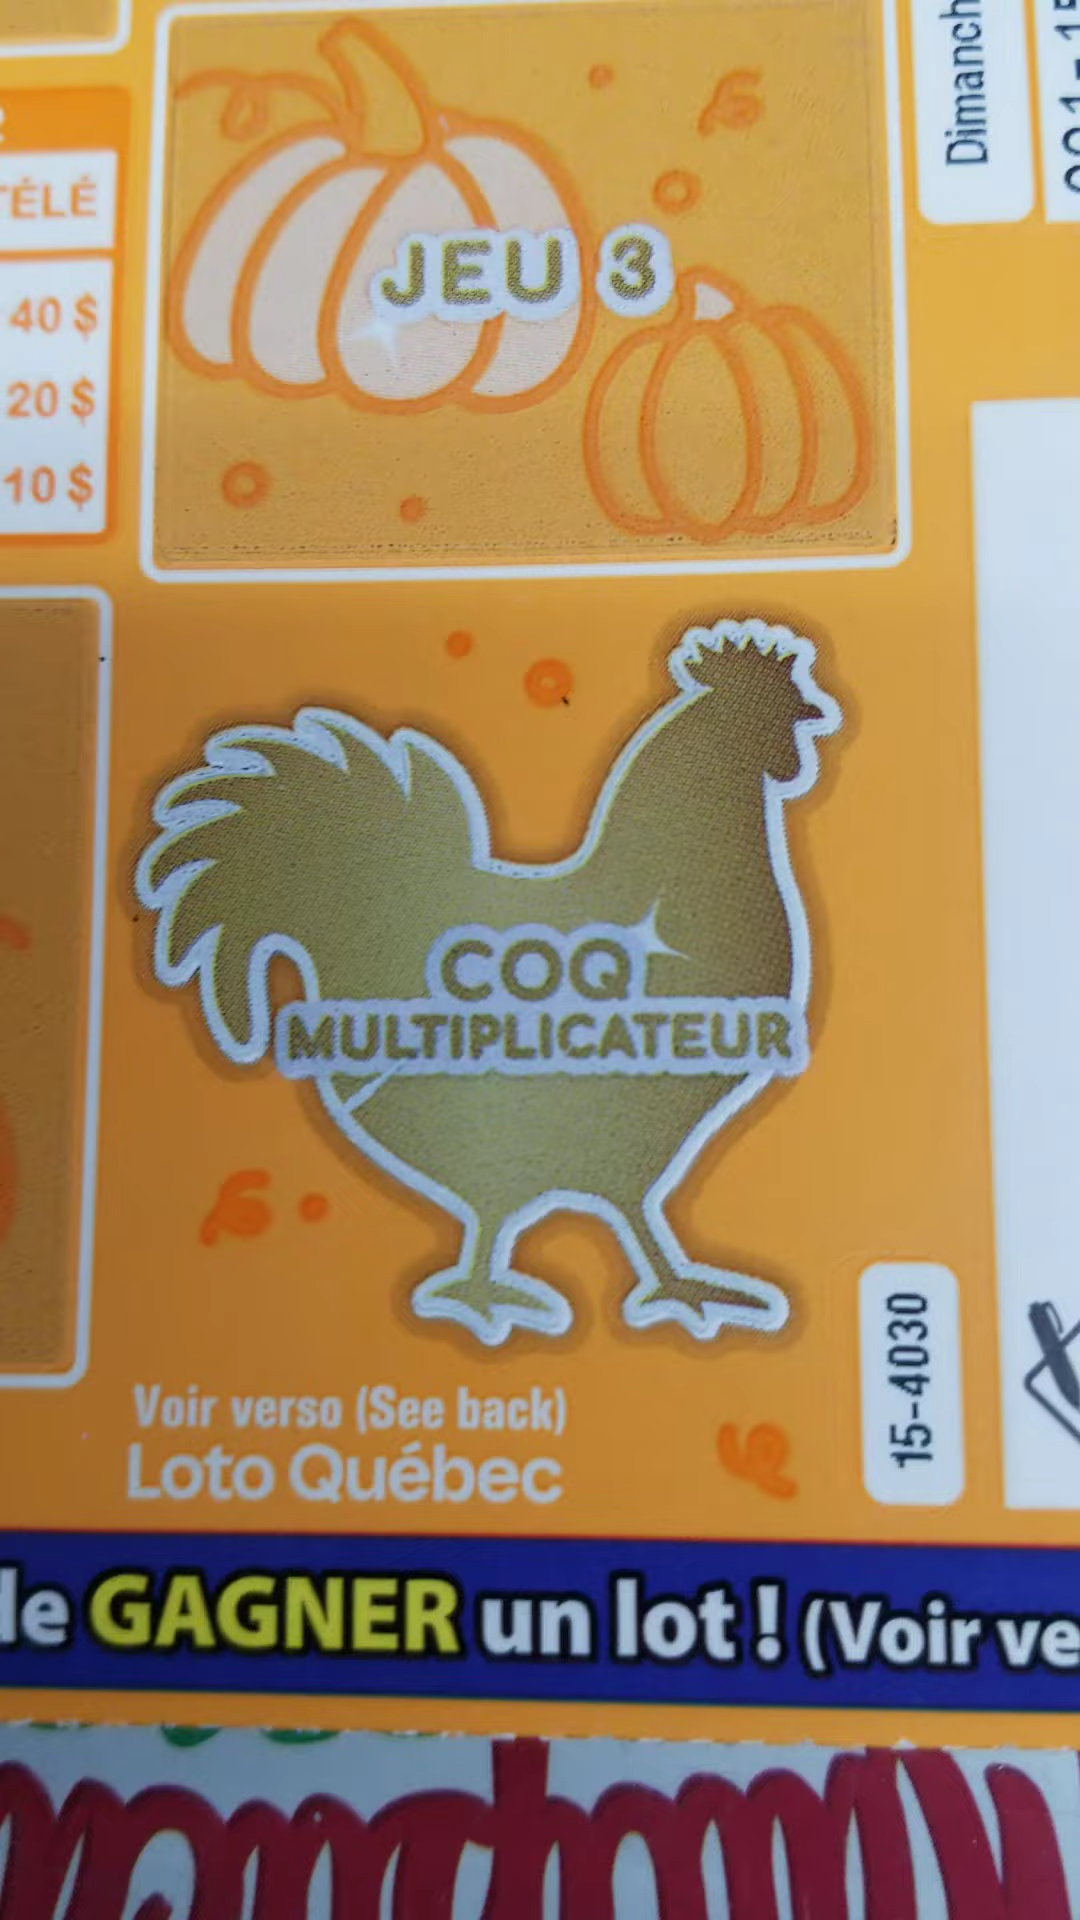 TÉLÉ
40 $
20 $
10 $
JEU 3
Dimanch
COQ
MULTIPLICATEUR
15-4030
Voir verso (See back)
Loto Québec
de GAGNER un lot ! (Voir ve